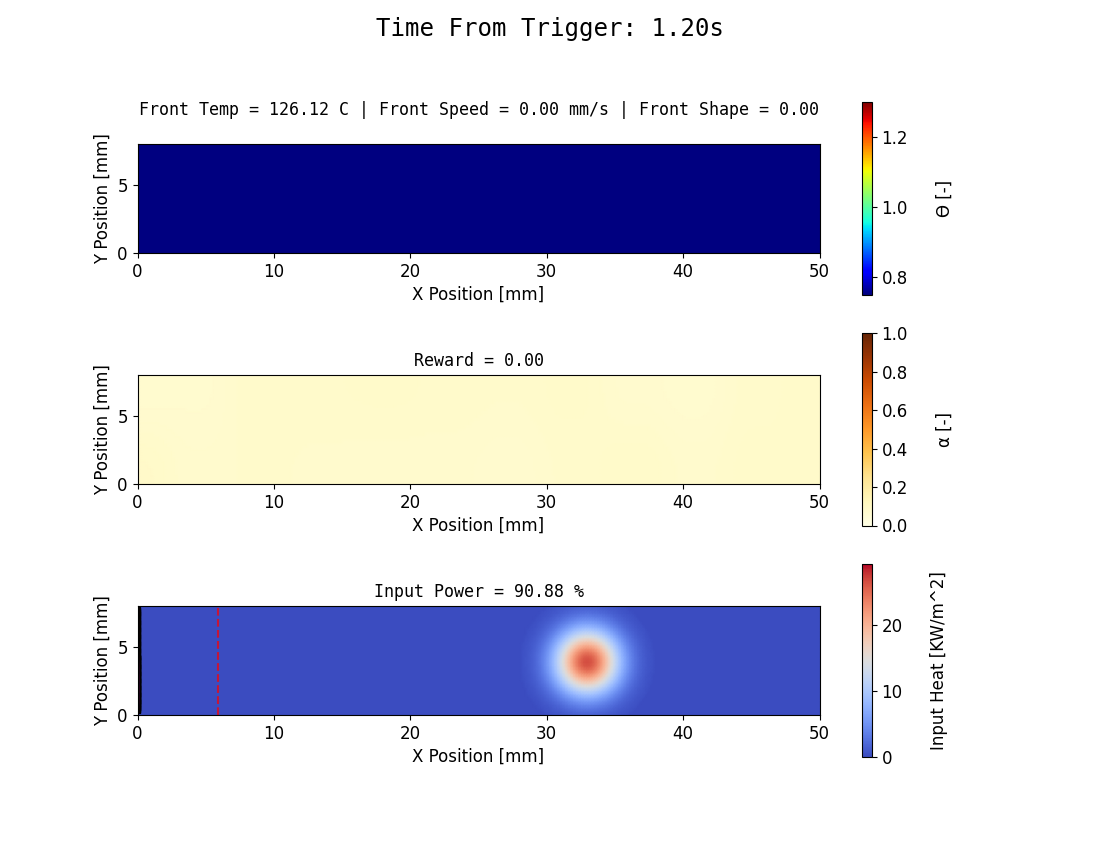 Time From Trigger: 1.20s
Front Temp = 126.12 C | Front Speed = 0.00 mm/s | Front Shape = 0.00
Y Position [mm]
5
0
0 10 20 30 40 50
X Position [mm]
1.2
1.0
0.8
Θ [-]
Reward = 0.00
Y Position [mm]
5
0
0 10 20 30 40 50
X Position [mm]
1.0
0.8
0.6
0.4
0.2
0.0
α [-]
Input Power = 90.88 %
Y Position [mm]
5
0
0 10 20 30 40 50
X Position [mm]
20
10
0
Input Heat [KW/m^2]